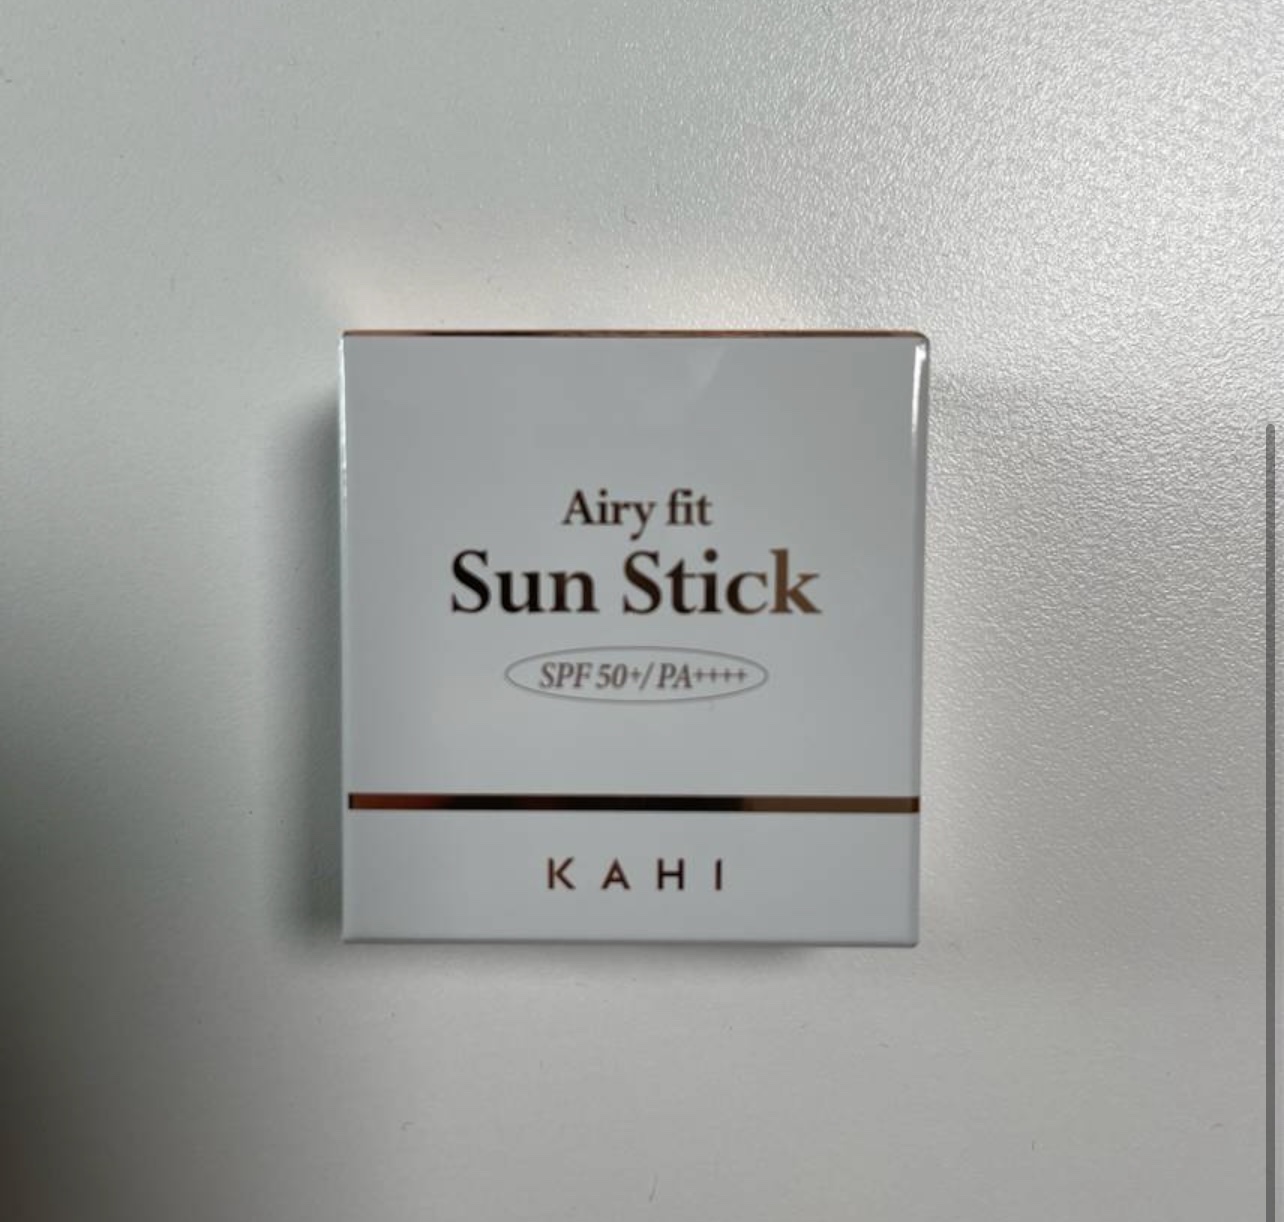 Airy fit
Sun Stick
SPF 50+/PA++++
KAHI